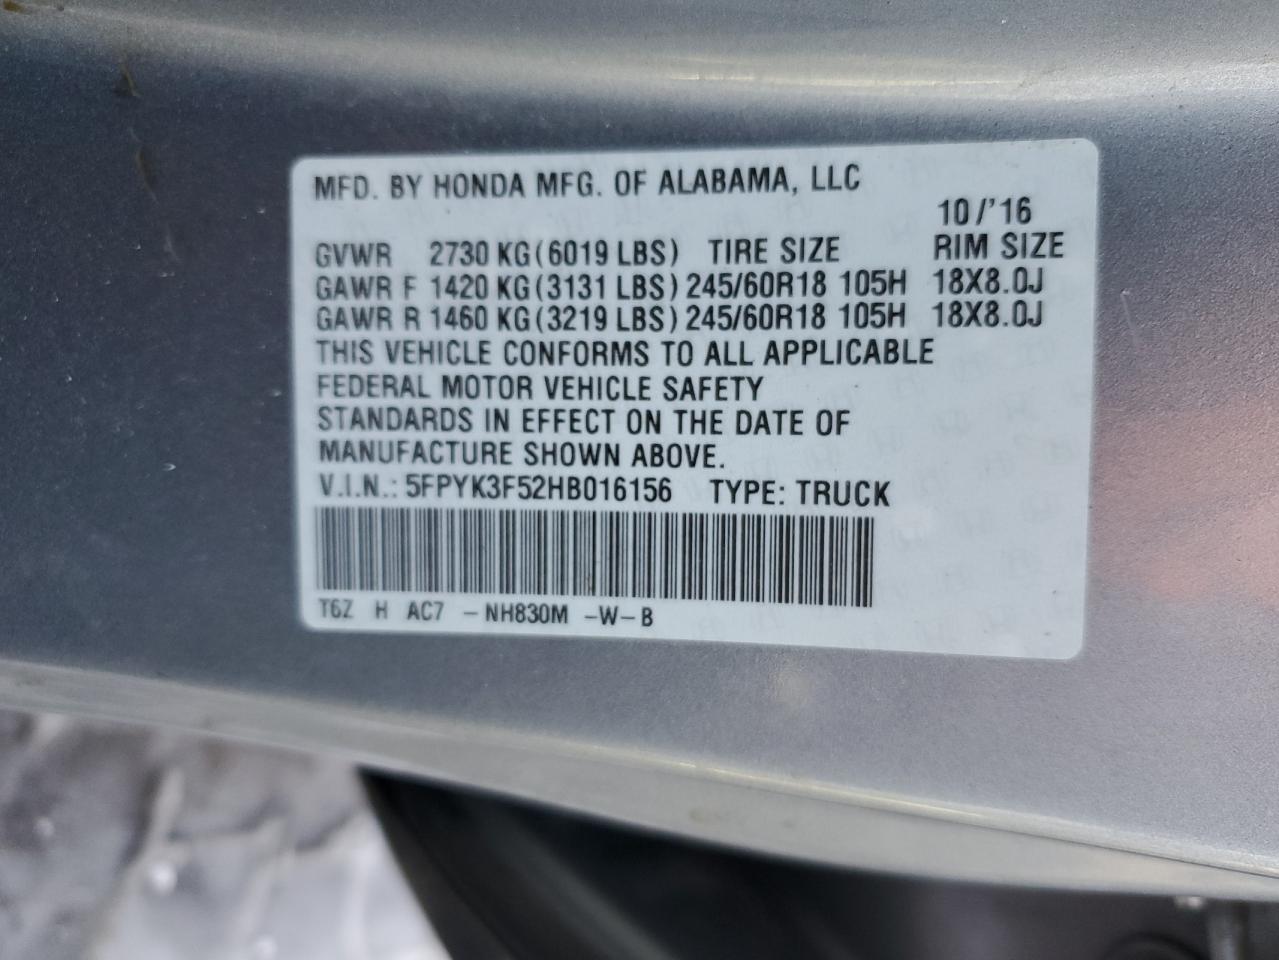 MFD. BY HONDA MFG. OF ALABAMA, LLC
10/'16
GVWR 2730 KG(6019 LBS) TIRE SIZE RIM SIZE
GAWR F 1420 KG(3131 LBS) 245/60R18 105H 18X8.0J
GAWR R 1460 KG(3219 LBS) 245/60R18 105H 18X8.0J
THIS VEHICLE CONFORMS TO ALL APPLICABLE
FEDERAL MOTOR VEHICLE SAFETY
STANDARDS IN EFFECT ON THE DATE OF
MANUFACTURE SHOWN ABOVE.
V.I.N.: 5FPYK3F52HB016156 TYPE: TRUCK
T6Z H AC7 -NH830M -W-B